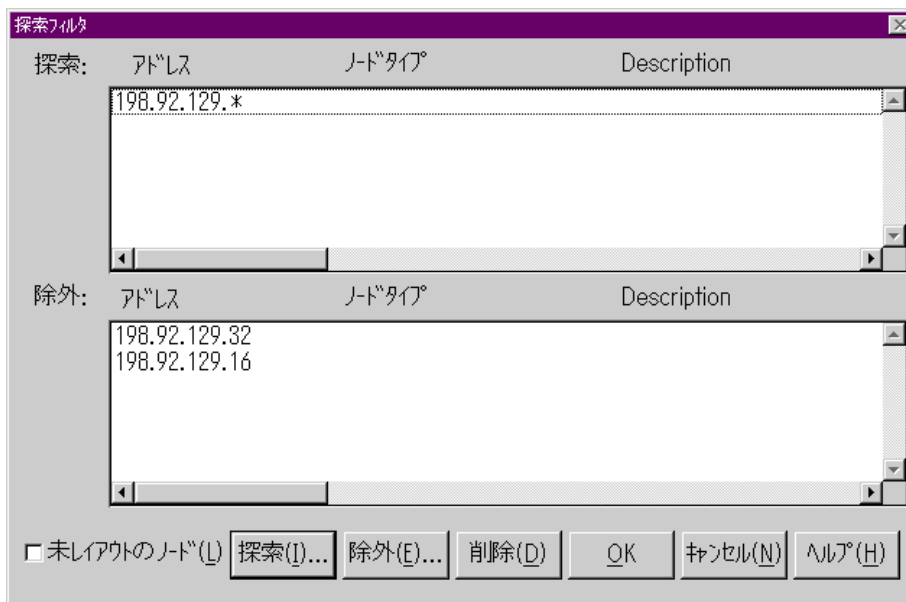 探索ﾌｨﾙﾀ
探索: ｱﾄﾞﾚｽ ﾉｰﾄﾞﾀｲﾌﾟ Description
198.92.129.*
除外: ｱﾄﾞﾚｽ ﾉｰﾄﾞﾀｲﾌﾟ Description
198.92.129.32
198.92.129.16
未ﾚｲｱｳﾄのﾉｰﾄﾞ(L) 探索(I)... 除外(E)... 削除(D) OK ｷｬﾝｾﾙ(N) ﾍﾙﾌﾟ(H)